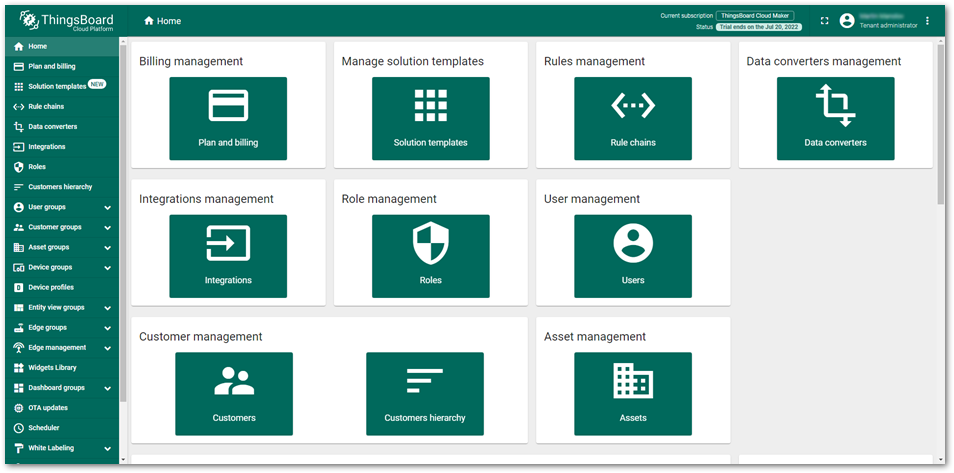 ThingsBoard
Cloud Platform
Home
Current subscription ThingsBoard Cloud Maker
Status Trial ends on the Jul 20, 2022
Tenant administrator
Home
Plan and billing
Solution templates NEW
Rule chains
Data converters
Integrations
Roles
Customers hierarchy
User groups
Customer groups
Asset groups
Device groups
Device profiles
Entity view groups
Edge groups
Edge management
Widgets Library
Dashboard groups
OTA updates
Scheduler
White Labeling
Billing management
Plan and billing
Manage solution templates
Solution templates
Rules management
Rule chains
Data converters management
Data converters
Integrations management
Integrations
Role management
Roles
User management
Users
Customer management
Customers
Customers hierarchy
Asset management
Assets